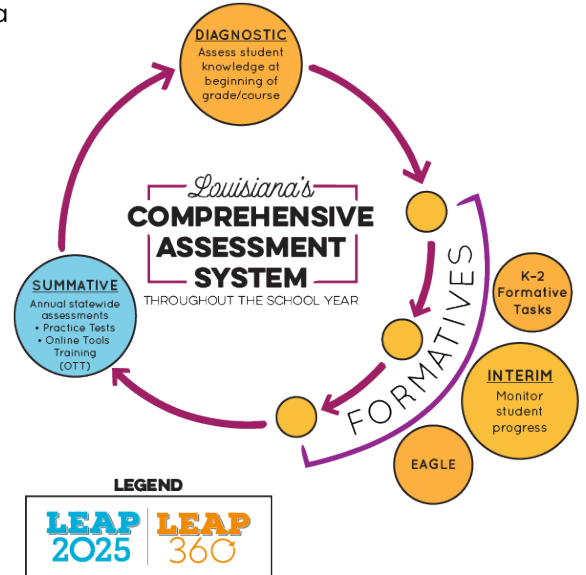 a
DIAGNOSTIC
Assess student
knowledge at
beginning of
grade/course
Louisiana's
COMPREHENSIVE
ASSESSMENT
SYSTEM
THROUGHOUT THE SCHOOL YEAR
SUMMATIVE
Annual statewide
assessments
• Practice Tests
• Online Tools
Training
(OTT)
FORMATIVES
K-2
Formative
Tasks
INTERIM
Monitor
student
progress
EAGLE
LEGEND
LEAP
2025
LEAP
360